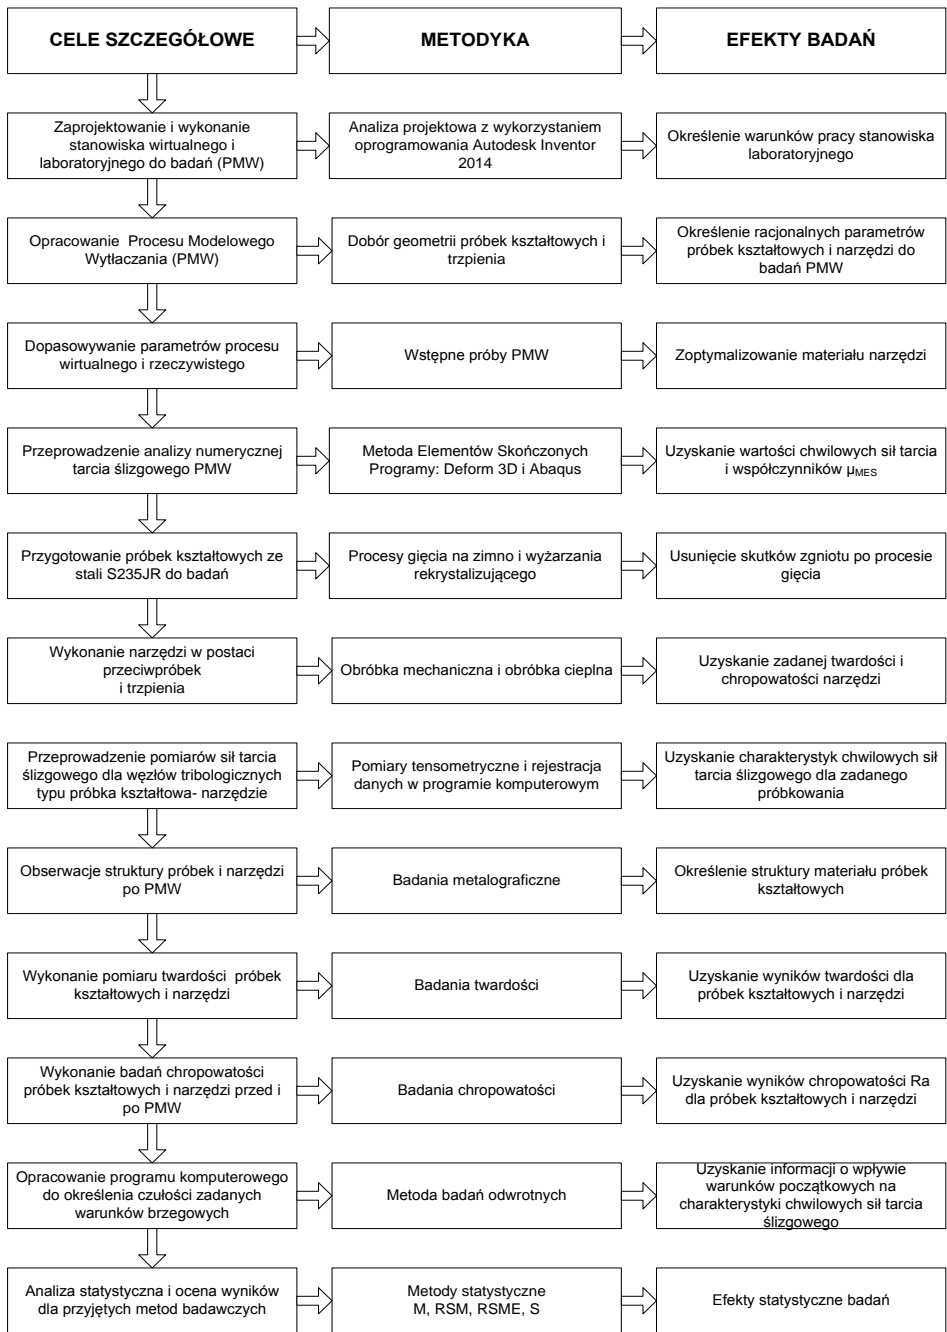 CELE SZCZEGÓŁOWE
METODYKA
EFEKTY BADAŃ
Zaprojektowanie i wykonanie
stanowiska wirtualnego i
laboratoryjnego do badań (PMW)
Analiza projektowa z wykorzystaniem
oprogramowania Autodesk Inventor
2014
Określenie warunków pracy stanowiska
laboratoryjnego
Opracowanie Procesu Modelowego
Wytłaczania (PMW)
Dobór geometrii próbek kształtowych i
trzpienia
Określenie racjonalnych parametrów
próbek kształtowych i narzędzi do
badań PMW
Dopasowywanie parametrów procesu
wirtualnego i rzeczywistego
Wstępne próby PMW
Zoptymalizowanie materiału narzędzi
Przeprowadzenie analizy numerycznej
tarcia ślizgowego PMW
Metoda Elementów Skończonych
Programy: Deform 3D i Abaqus
Uzyskanie wartości chwilowych sił tarcia
i współczynników μMES
Przygotowanie próbek kształtowych ze
stali S235JR do badań
Procesy gięcia na zimno i wyżarzania
rekrystalizującego
Usunięcie skutków zgniotu po procesie
gięcia
Wykonanie narzędzi w postaci
przeciwpróbek
i trzpienia
Obróbka mechaniczna i obróbka cieplna
Uzyskanie zadanej twardości i
chropowatości narzędzi
Przeprowadzenie pomiarów sił tarcia
ślizgowego dla węzłów tribologicznych
typu próbka kształtowa- narzędzie
Pomiary tensometryczne i rejestracja
danych w programie komputerowym
Uzyskanie charakterystyk chwilowych sił
tarcia ślizgowego dla zadanego
próbkowania
Obserwacje struktury próbek i narzędzi
po PMW
Badania metalograficzne
Określenie struktury materiału próbek
kształtowych
Wykonanie pomiaru twardości próbek
kształtowych i narzędzi
Badania twardości
Uzyskanie wyników twardości dla
próbek kształtowych i narzędzi
Wykonanie badań chropowatości
próbek kształtowych i narzędzi przed i
po PMW
Badania chropowatości
Uzyskanie wyników chropowatości Ra
dla próbek kształtowych i narzędzi
Opracowanie programu komputerowego
do określenia czułości zadanych
warunków brzegowych
Metoda badań odwrotnych
Uzyskanie informacji o wpływie
warunków początkowych na
charakterystyki chwilowych sił tarcia
ślizgowego
Analiza statystyczna i ocena wyników
dla przyjętych metod badawczych
Metody statystyczne
M, RSM, RSME, S
Efekty statystyczne badań